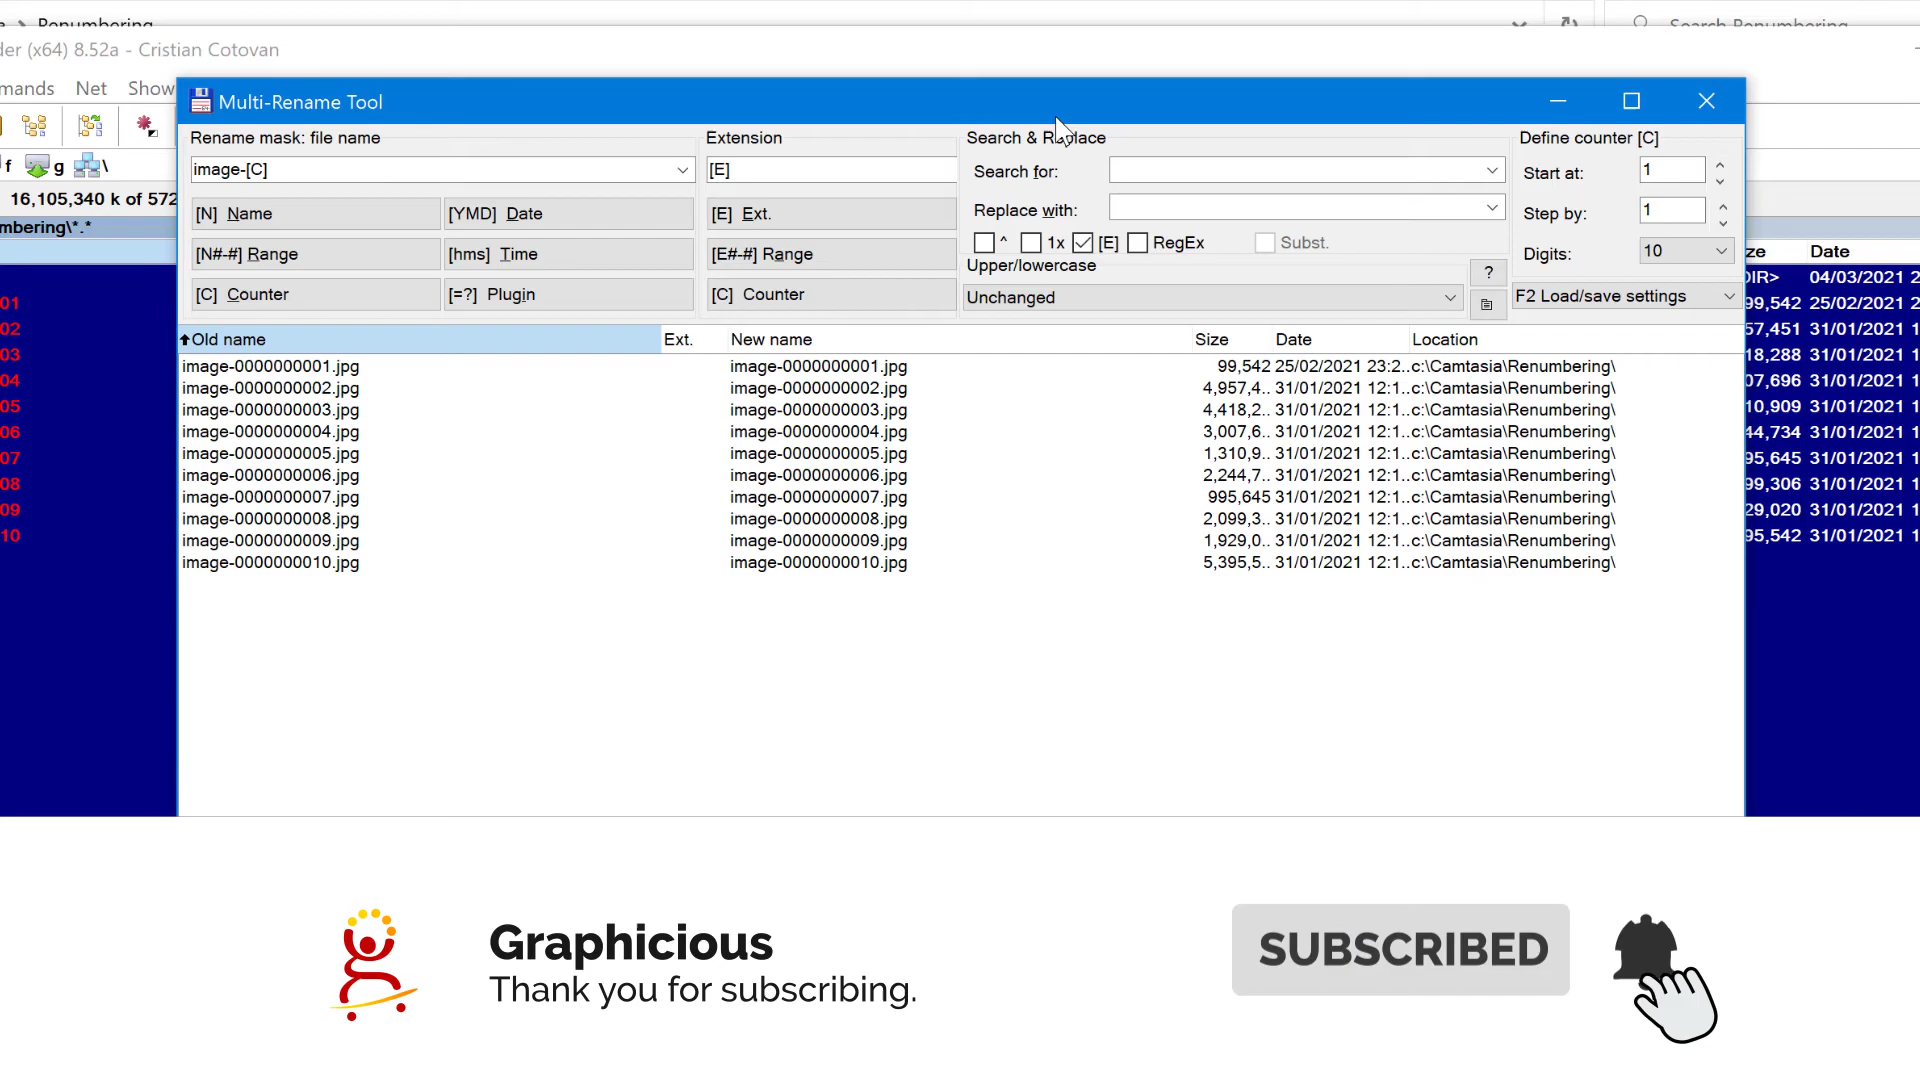 Renumbering
Search Renumbering
der (x64) 8.52a - Cristian Cotovan
mands Net Show
Multi-Rename Tool
Rename mask: file name
Extension
Search & Replace
Define counter [C]
image-[C]
[E]
Search for:
Start at:
1
Replace with:
Step by:
1
[N] Name
[YMD] Date
[E] Ext.
^ 1x [E] RegEx Subst.
Digits:
10
[N#-#] Range
[hms] Time
[E#-#] Range
Upper/lowercase
?
[C] Counter
[=?] Plugin
[C] Counter
Unchanged
F2 Load/save settings
f g \
16,105,340 k of 572
mbering\*.*
Old name Ext. New name Size Date Location
image-0000000001.jpg image-0000000001.jpg 99,542 25/02/2021 23:2..c:\Camtasia\Renumbering\
image-0000000002.jpg image-0000000002.jpg 4,957,4.. 31/01/2021 12:1..c:\Camtasia\Renumbering\
image-0000000003.jpg image-0000000003.jpg 4,418,2.. 31/01/2021 12:1..c:\Camtasia\Renumbering\
image-0000000004.jpg image-0000000004.jpg 3,007,6.. 31/01/2021 12:1..c:\Camtasia\Renumbering\
image-0000000005.jpg image-0000000005.jpg 1,310,9.. 31/01/2021 12:1..c:\Camtasia\Renumbering\
image-0000000006.jpg image-0000000006.jpg 2,244,7.. 31/01/2021 12:1..c:\Camtasia\Renumbering\
image-0000000007.jpg image-0000000007.jpg 995,645 31/01/2021 12:1..c:\Camtasia\Renumbering\
image-0000000008.jpg image-0000000008.jpg 2,099,3.. 31/01/2021 12:1..c:\Camtasia\Renumbering\
image-0000000009.jpg image-0000000009.jpg 1,929,0.. 31/01/2021 12:1..c:\Camtasia\Renumbering\
image-0000000010.jpg image-0000000010.jpg 5,395,5.. 31/01/2021 12:1..c:\Camtasia\Renumbering\
01
02
03
04
05
06
07
08
09
10
ze Date
DIR> 04/03/2021 2
99,542 25/02/2021 2
57,451 31/01/2021 1
18,288 31/01/2021 1
07,696 31/01/2021 1
10,909 31/01/2021 1
44,734 31/01/2021 1
95,645 31/01/2021 1
99,306 31/01/2021 1
29,020 31/01/2021 1
95,542 31/01/2021 1
Graphicious
Thank you for subscribing.
SUBSCRIBED